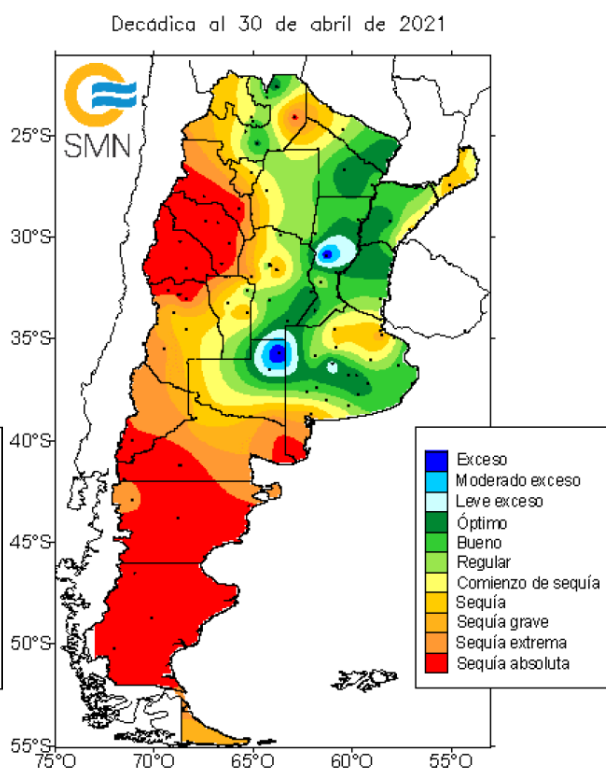 Decádica al 30 de abril de 2021
SMN
25°S
30°S
35°S
40°S
45°S
50°S
55°S
75°O 70°O 65°O 60°O 55°O
Exceso
Moderado exceso
Leve exceso
Óptimo
Bueno
Regular
Comienzo de sequía
Sequía
Sequía grave
Sequía extrema
Sequía absoluta